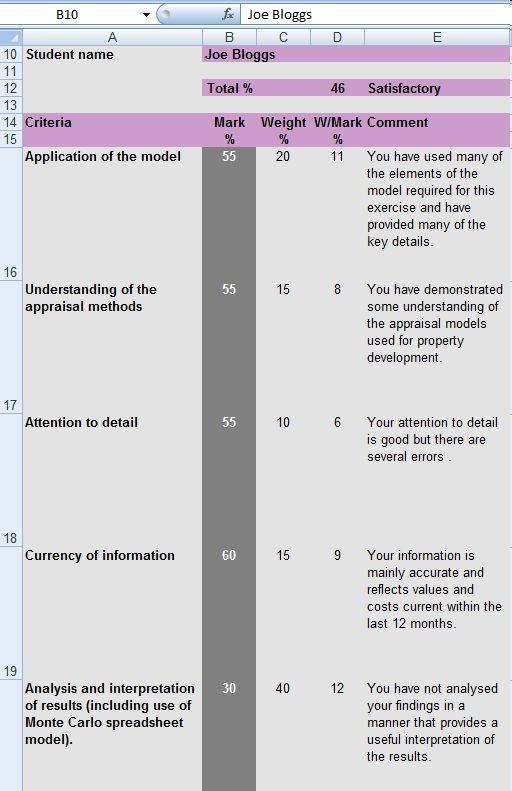 B10 fx Joe Bloggs
A B C D E
10 Student name Joe Bloggs
11
12 Total % 46 Satisfactory
13
14 Criteria Mark Weight W/Mark Comment
15 % % %
Application of the model 55 20 11 You have used many of
the elements of the
model required for this
exercise and have
provided many of the
key details.
16
Understanding of the 55 15 8 You have demonstrated
appraisal methods some understanding of
the appraisal models
used for property
development.
17
Attention to detail 55 10 6 Your attention to detail
is good but there are
several errors .
18
Currency of information 60 15 9 Your information is
mainly accurate and
reflects values and
costs current within the
last 12 months.
19
Analysis and interpretation 30 40 12 You have not analysed
of results (including use of your findings in a
Monte Carlo spreadsheet manner that provides a
model). useful interpretation of
the results.